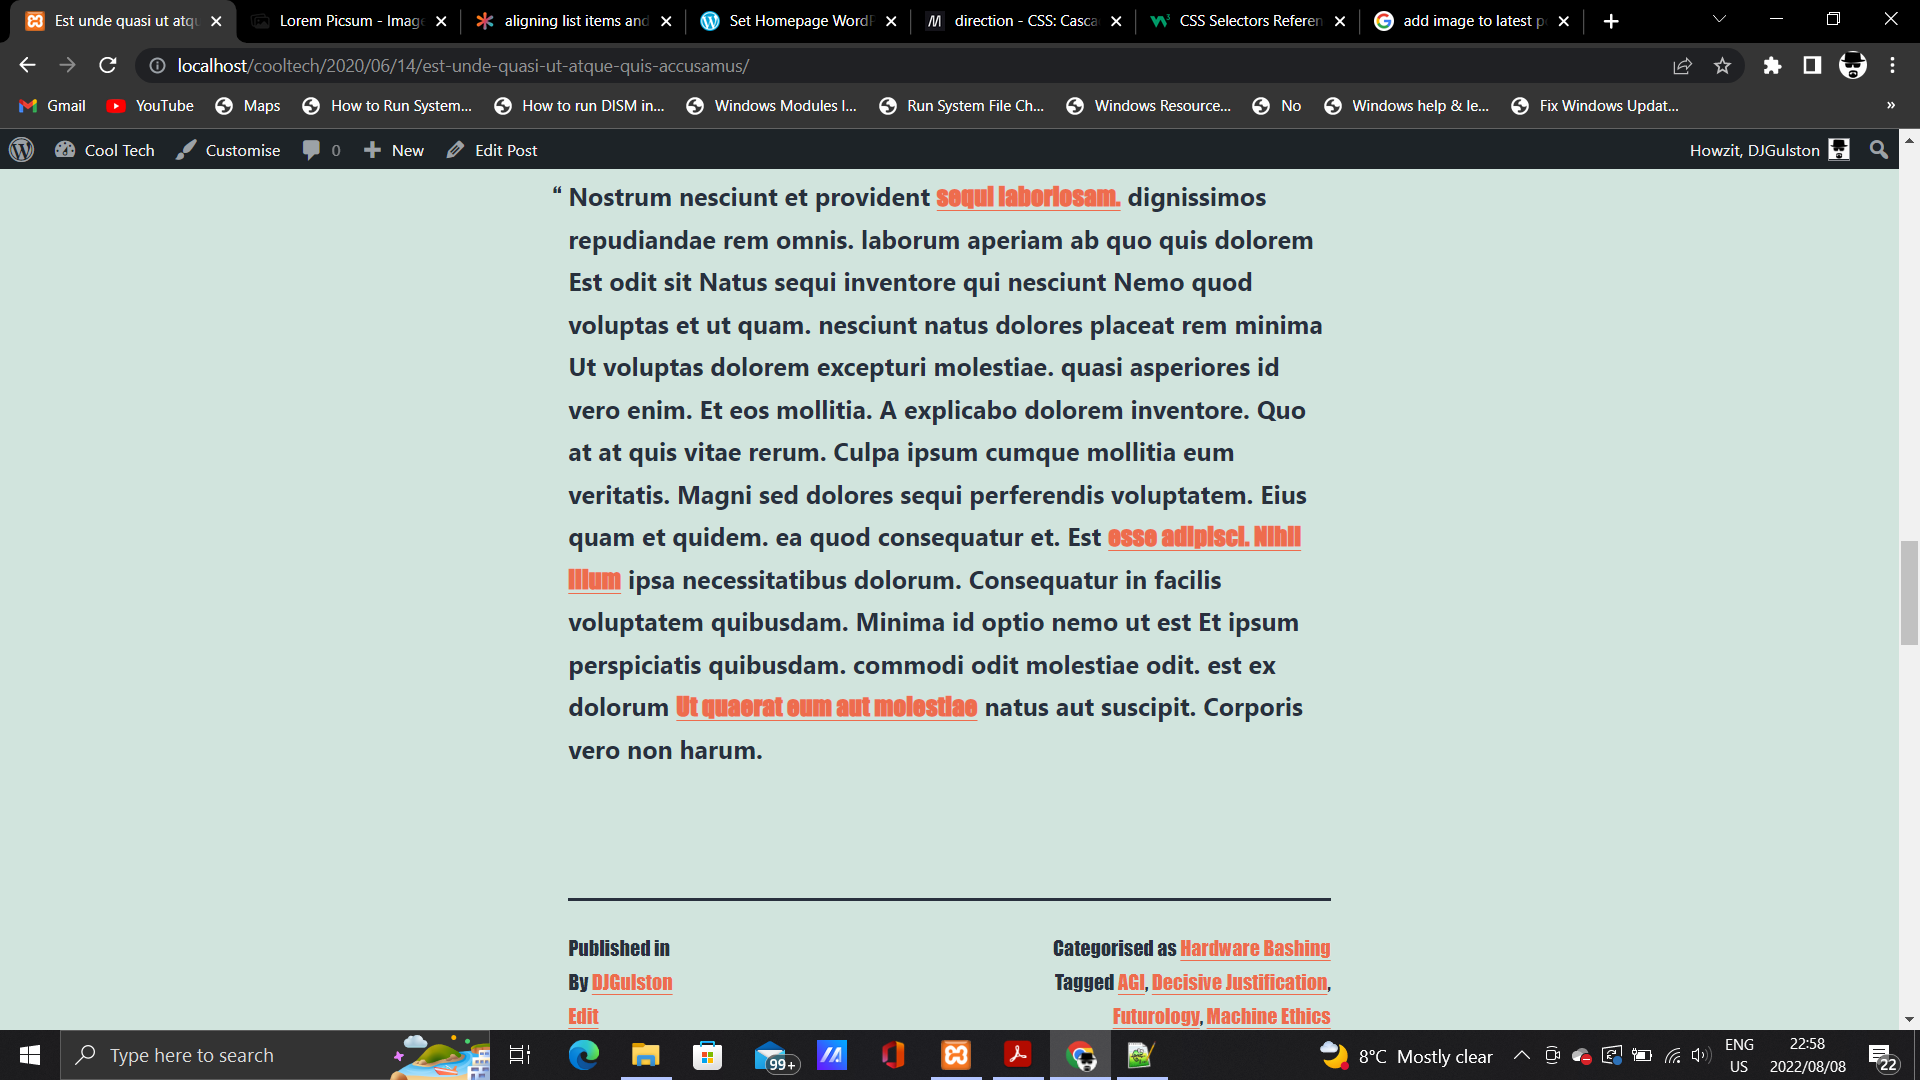 Est unde quasi ut atqu
Lorem Picsum - Image
aligning list items and
Set Homepage WordP
direction - CSS: Casca
CSS Selectors Referen
add image to latest p
localhost/cooltech/2020/06/14/est-unde-quasi-ut-atque-quis-accusamus/
Gmail
YouTube
Maps
How to Run System...
How to run DISM in...
Windows Modules I...
Run System File Ch...
Windows Resource...
No
Windows help & le...
Fix Windows Updat...
»
Cool Tech
Customise
0
New
Edit Post
Howzit, DJGulston
“ Nostrum nesciunt et provident sequi laboriosam. dignissimos
repudiandae rem omnis. laborum aperiam ab quo quis dolorem
Est odit sit Natus sequi inventore qui nesciunt Nemo quod
voluptas et ut quam. nesciunt natus dolores placeat rem minima
Ut voluptas dolorem excepturi molestiae. quasi asperiores id
vero enim. Et eos mollitia. A explicabo dolorem inventore. Quo
at at quis vitae rerum. Culpa ipsum cumque mollitia eum
veritatis. Magni sed dolores sequi perferendis voluptatem. Eius
quam et quidem. ea quod consequatur et. Est esse adipisci. Nihil
illum ipsa necessitatibus dolorum. Consequatur in facilis
voluptatem quibusdam. Minima id optio nemo ut est Et ipsum
perspiciatis quibusdam. commodi odit molestiae odit. est ex
dolorum Ut quaerat eum aut molestiae natus aut suscipit. Corporis
vero non harum.
Published in
By DJGulston
Edit
Categorised as Hardware Bashing
Tagged AGI, Decisive Justification,
Futurology, Machine Ethics
Type here to search
99+
8°C Mostly clear
ENG
US
22:58
2022/08/08
22